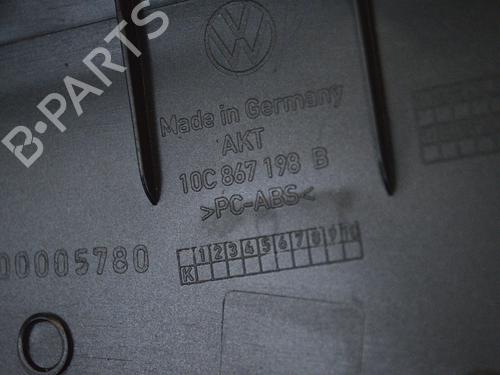 B-PARTS
Made in Germany
AKT
10C 867 198 B
>PC-ABS<
00005780
1 2 3 4 5 6 7 8 9 10
K